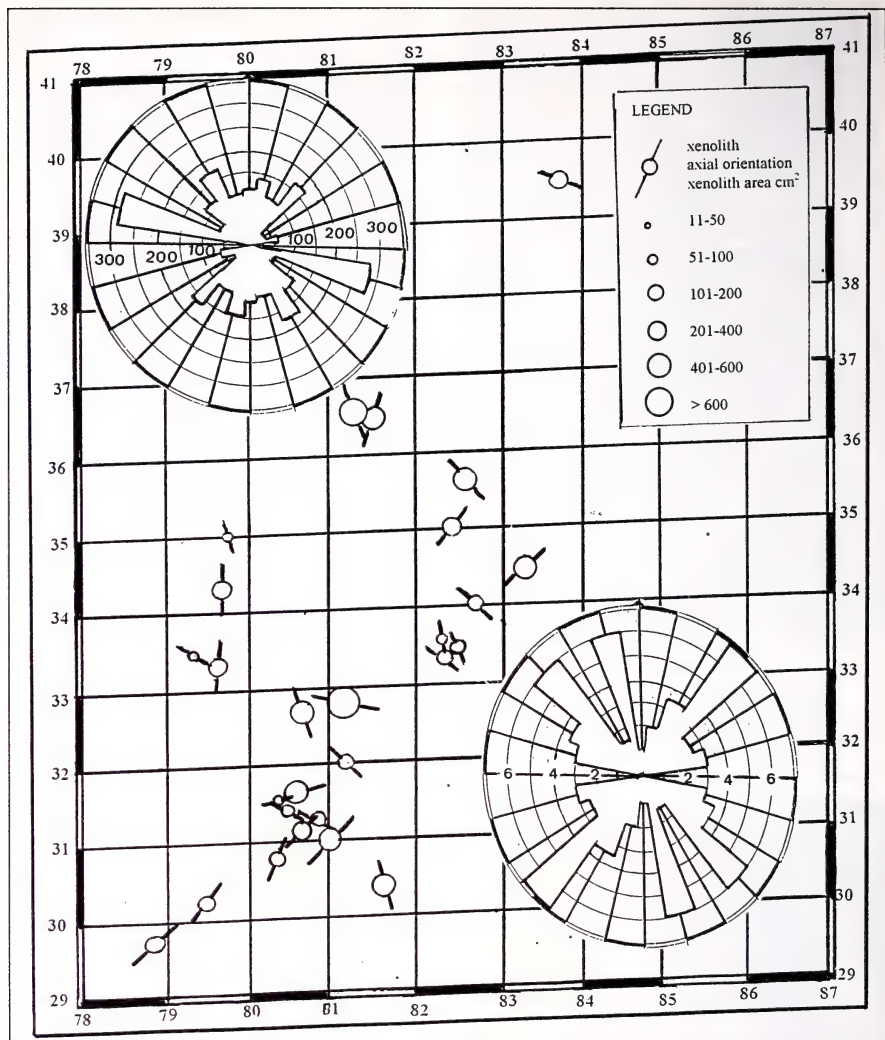 78 79 80 81 82 83 84 85 86 87
41 41
LEGEND
xenolith
axial orientation
xenolith area cm²
11-50
51-100
101-200
201-400
401-600
> 600
40 40
39 39
38 38
37 37
36 36
35 35
34 34
33 33
32 32
31 31
30 30
29 29
300 200 100 100 200 300
6 4 2 2 4 6
78 79 80 81 82 83 84 85 86 87